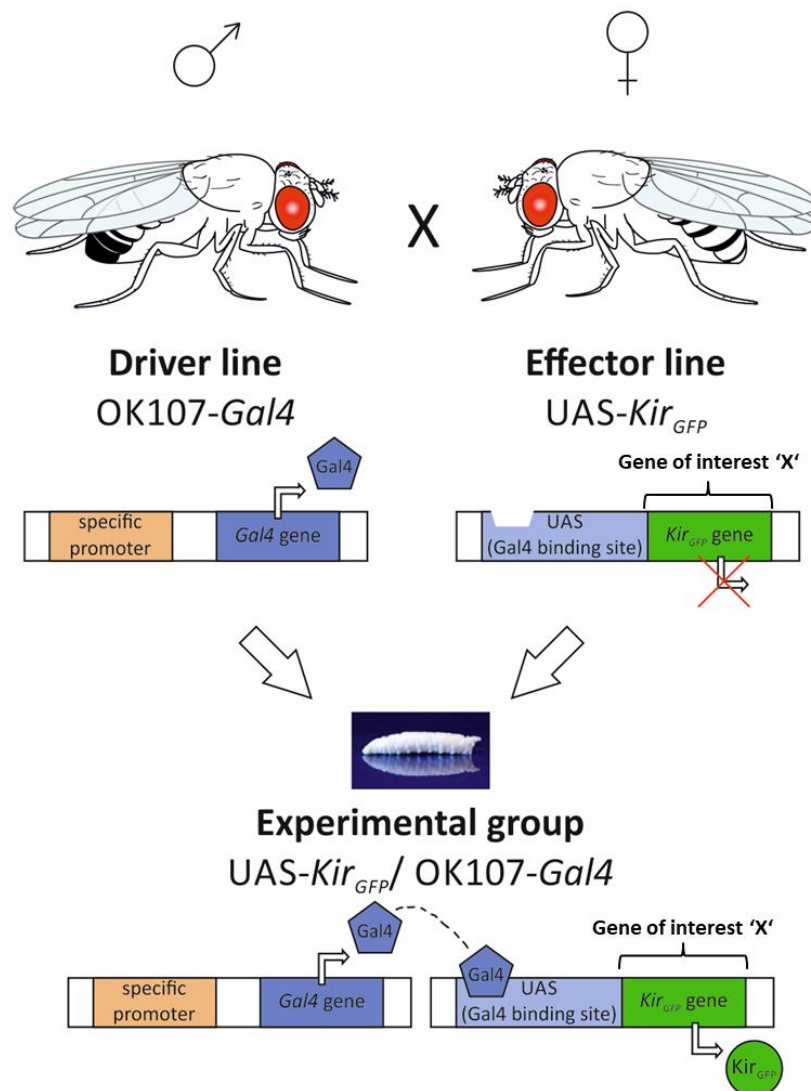 X
Driver line
OK107-Gal4
Effector line
UAS-KirGFP
Gal4
Gene of interest ‘X‘
specific
promoter
Gal4 gene
UAS
(Gal4 binding site)
KirGFP gene
Experimental group
UAS-KirGFP/ OK107-Gal4
Gal4
Gene of interest ‘X‘
Gal4
specific
promoter
Gal4 gene
UAS
(Gal4 binding site)
KirGFP gene
KirGFP